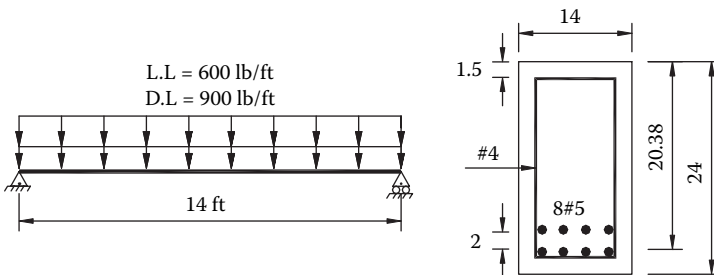 L.L = 600 lb/ft
D.L = 900 lb/ft
14 ft
14
1.5
#4
8#5
2
20.38
24